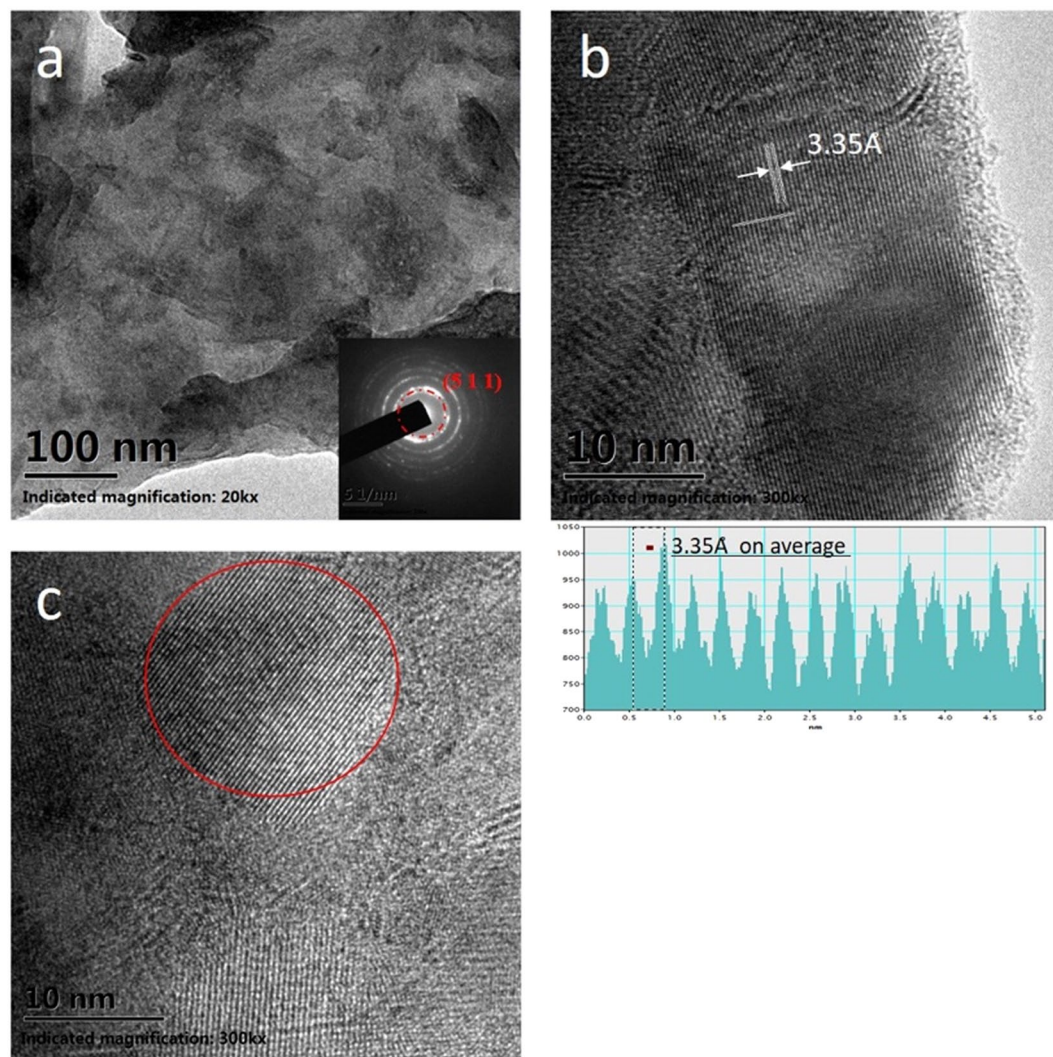 a
(5 1 1)
100 nm
5 1/nm
Indicated magnification: 20kx
b
3.35Å
10 nm
Indicated magnification: 300kx
1050
1000
950
900
850
800
750
700
3.35Å on average
0.0 0.5 1.0 1.5 2.0 2.5 3.0 3.5 4.0 4.5 5.0
nm
c
10 nm
Indicated magnification: 300kx